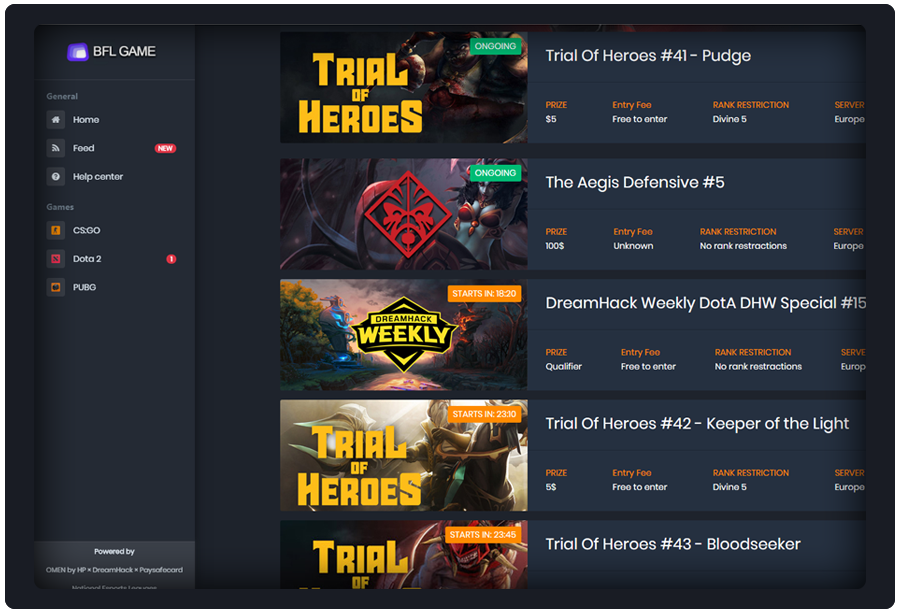 BFL GAME
General
Home
Feed NEW
Help center
Games
CS:GO
Dota 2 1
PUBG
Powered by
OMEN by HP × DreamHack × Paysafecard
National Esports Leagues
ONGOING
TRIAL
OF
HEROES
Trial Of Heroes #41 - Pudge
PRIZE Entry Fee RANK RESTRICTION SERVER
$5 Free to enter Divine 5 Europe
ONGOING
The Aegis Defensive #5
PRIZE Entry Fee RANK RESTRICTION SERVER
100$ Unknown No rank restractions Europe
STARTS IN: 18:20
DREAMHACK
WEEKLY
DreamHack Weekly DotA DHW Special #15
PRIZE Entry Fee RANK RESTRICTION SERVE
Qualifier Free to enter No rank restractions Europ
STARTS IN: 23:10
TRIAL
OF
HEROES
Trial Of Heroes #42 - Keeper of the Light
PRIZE Entry Fee RANK RESTRICTION SERVER
5$ Free to enter Divine 5 Europe
STARTS IN: 23:45
TRIAL
OF
Trial Of Heroes #43 - Bloodseeker